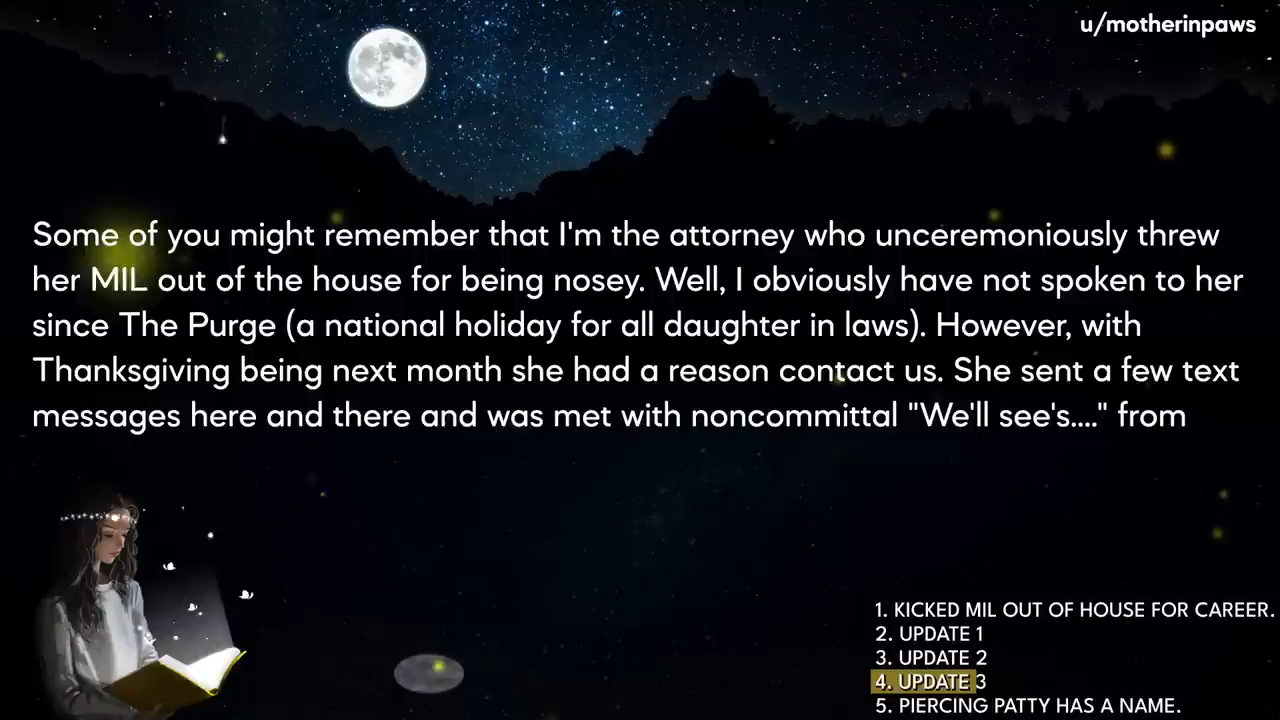 u/motherinpaws
Some of you might remember that I'm the attorney who unceremoniously threw
her MIL out of the house for being nosey. Well, I obviously have not spoken to her
since The Purge (a national holiday for all daughter in laws). However, with
Thanksgiving being next month she had a reason contact us. She sent a few text
messages here and there and was met with noncommittal "We'll see's...." from
1. KICKED MIL OUT OF HOUSE FOR CAREER.
2. UPDATE 1
3. UPDATE 2
4. UPDATE 3
5. PIERCING PATTY HAS A NAME.